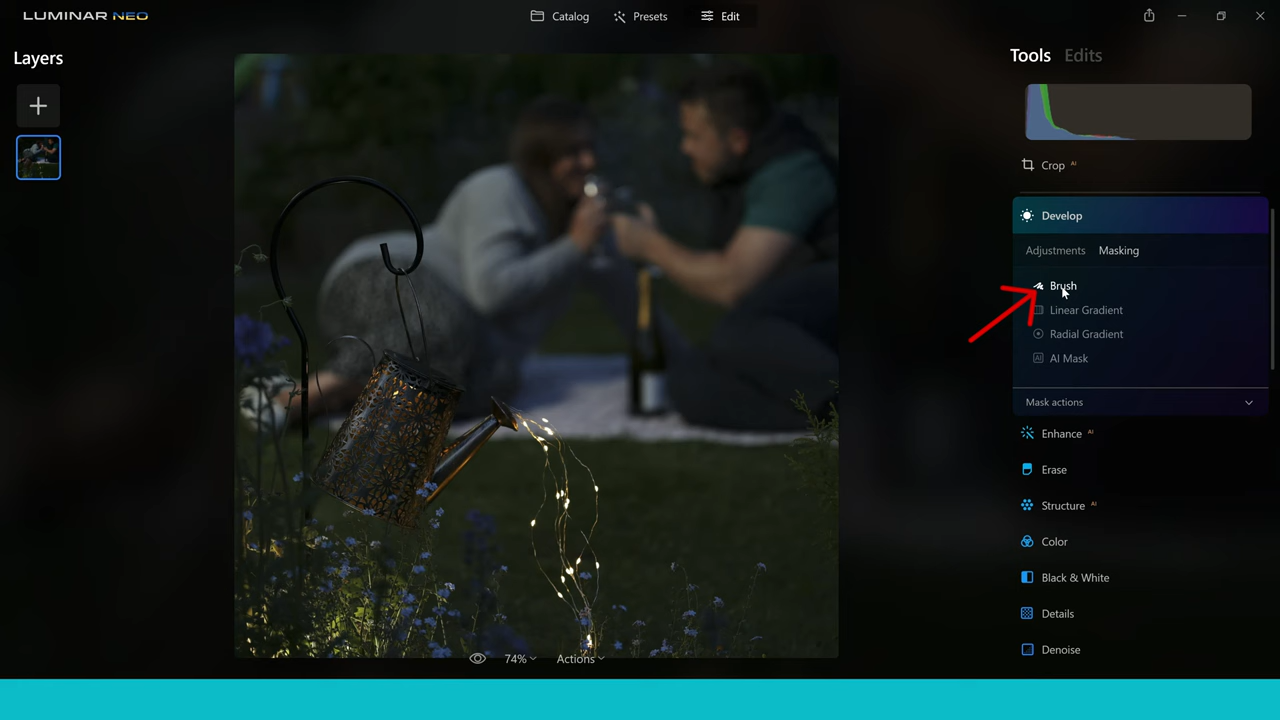 LUMINAR NEO
Catalog
Presets
Edit
Layers
Tools Edits
Crop AI
Develop
Adjustments Masking
Brush
Linear Gradient
Radial Gradient
AI AI Mask
Mask actions
Enhance AI
Erase
Structure AI
Color
Black & White
Details
Denoise
74% Actions